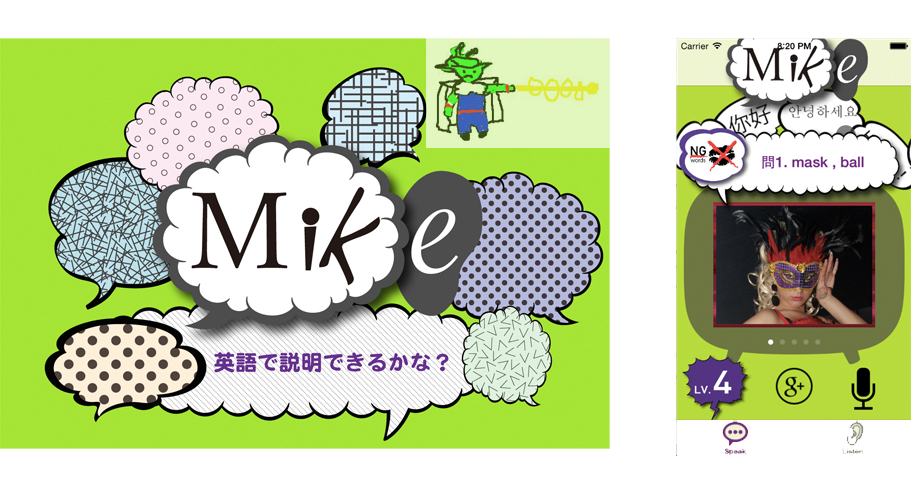 Mike
英語で説明できるかな？
Carrier 8:20 PM
Mike
你好
안녕하세요
NG
words
問1. mask , ball
LV. 4
g+
Speak
Listen